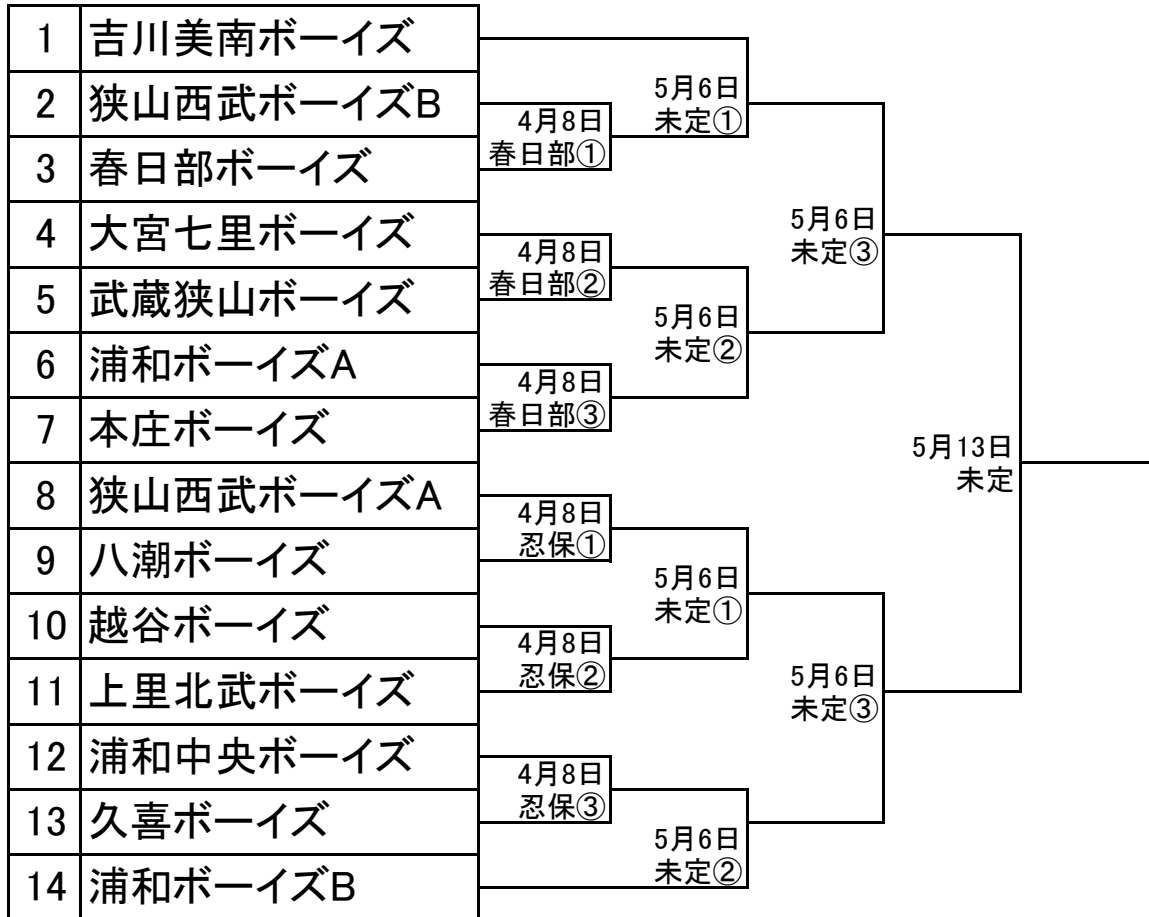 1 吉川美南ボーイズ
2 狭山西武ボーイズB
3 春日部ボーイズ
4 大宮七里ボーイズ
5 武蔵狭山ボーイズ
6 浦和ボーイズA
7 本庄ボーイズ
8 狭山西武ボーイズA
9 八潮ボーイズ
10 越谷ボーイズ
11 上里北武ボーイズ
12 浦和中央ボーイズ
13 久喜ボーイズ
14 浦和ボーイズB
4月8日
春日部①
4月8日
春日部②
4月8日
春日部③
4月8日
忍保①
4月8日
忍保②
4月8日
忍保③
5月6日
未定①
5月6日
未定②
5月6日
未定①
5月6日
未定②
5月6日
未定③
5月6日
未定③
5月13日
未定